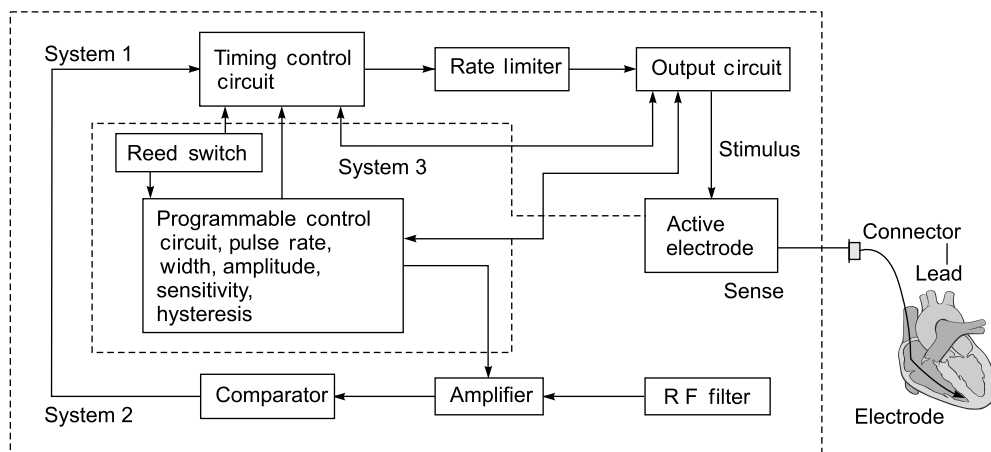 System 1
Timing control
circuit
Rate limiter
Output circuit
Reed switch
System 3
Stimulus
Programmable control
circuit, pulse rate,
width, amplitude,
sensitivity,
hysteresis
Active
electrode
Sense
Connector
Lead
System 2
Comparator
Amplifier
R F filter
Electrode